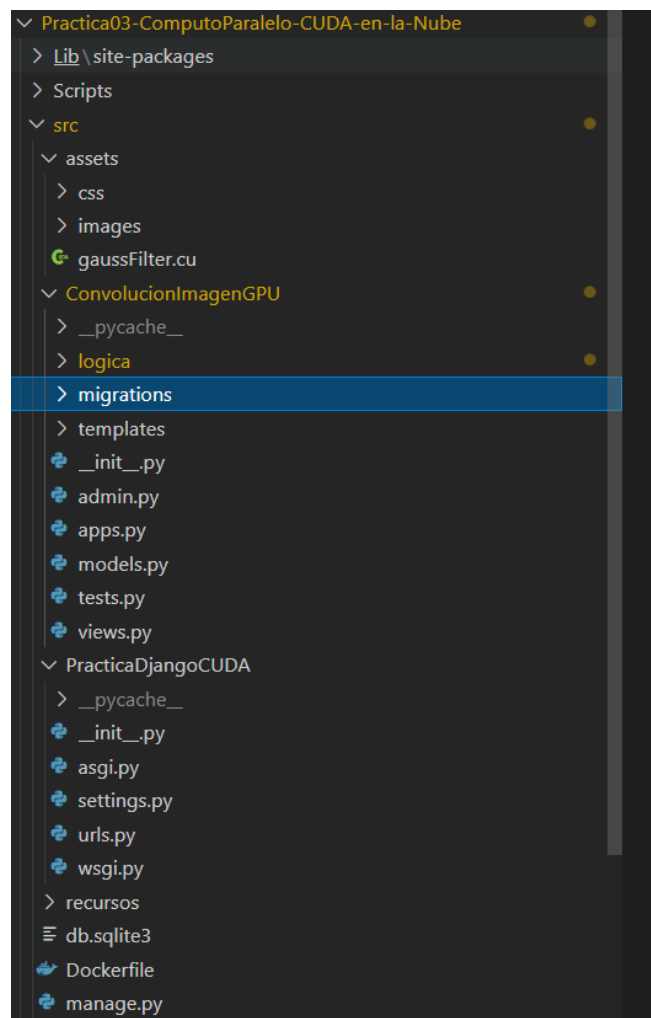 Practica03-ComputoParalelo-CUDA-en-la-Nube
Lib\site-packages
Scripts
src
assets
css
images
gaussFilter.cu
ConvolucionImagenGPU
__pycache__
logica
migrations
templates
__init__.py
admin.py
apps.py
models.py
tests.py
views.py
PracticaDjangoCUDA
__pycache__
__init__.py
asgi.py
settings.py
urls.py
wsgi.py
recursos
db.sqlite3
Dockerfile
manage.py